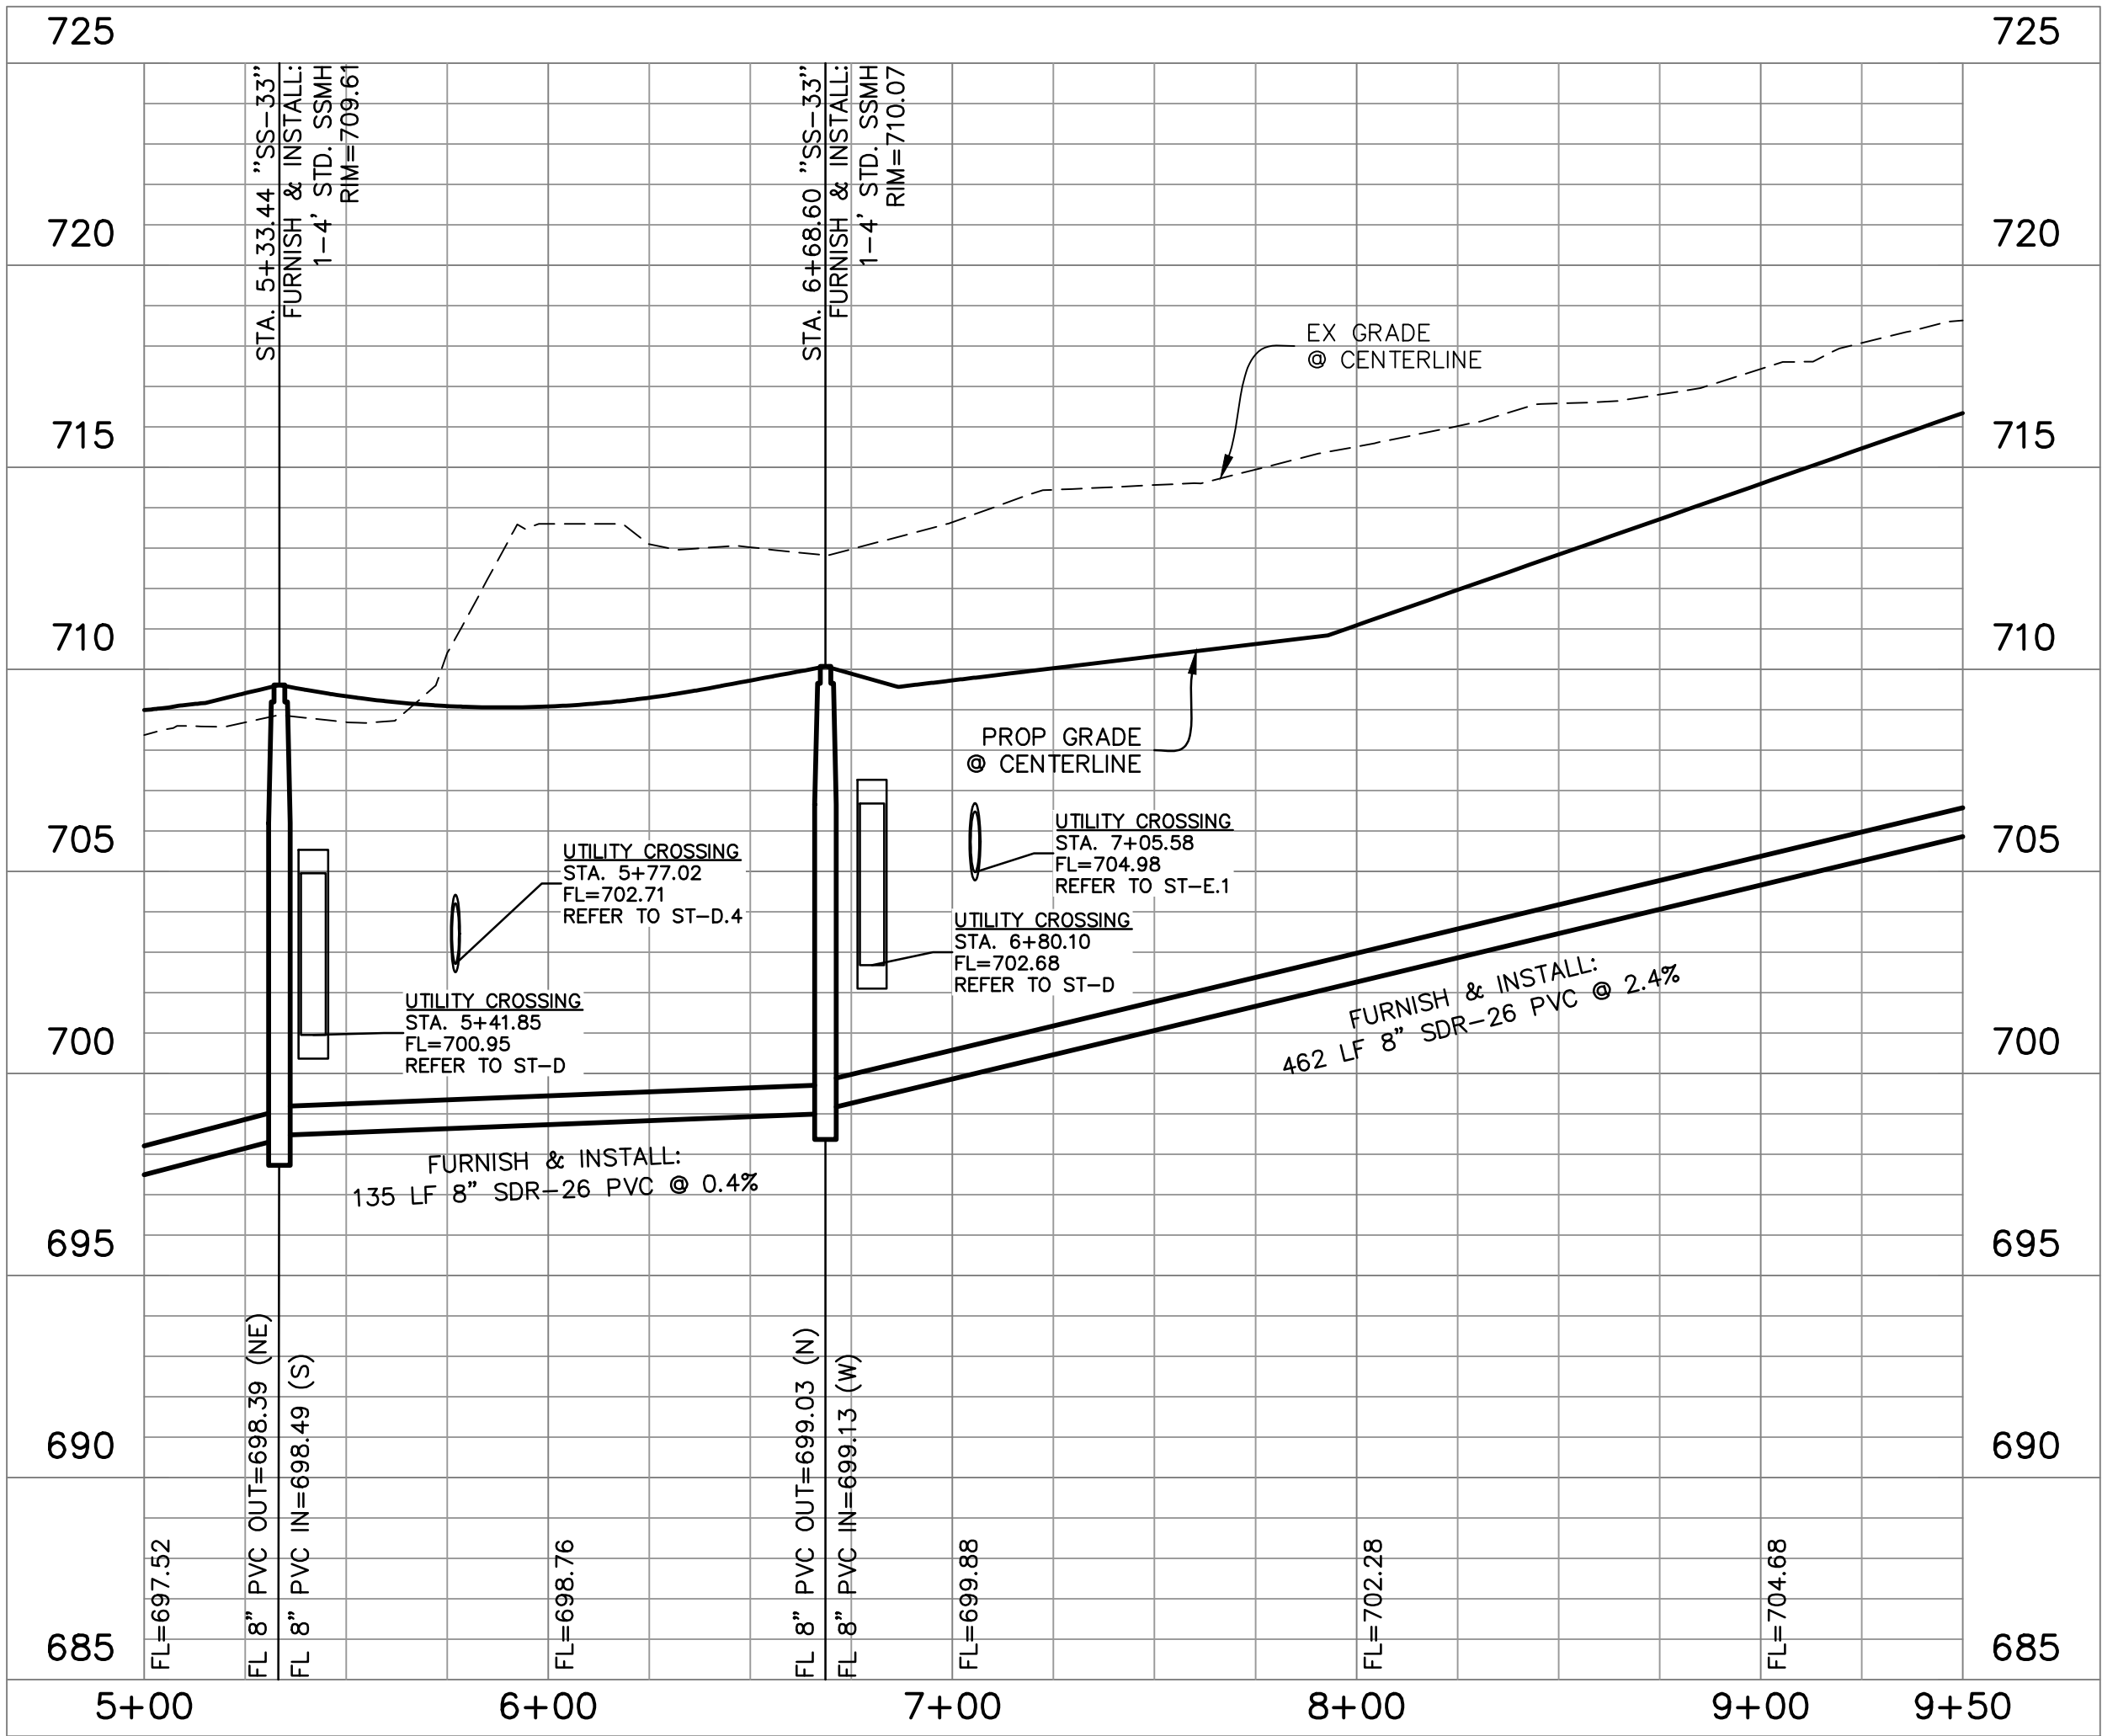 725
725
STA. 5+33.44 "SS-33"
FURNISH & INSTALL:
1-4' STD. SSMH
RIM=709.61
STA. 6+68.60 "SS-33"
FURNISH & INSTALL:
1-4' STD. SSMH
RIM=710.07
720
720
EX GRADE
@ CENTERLINE
715
715
710
710
PROP GRADE
@ CENTERLINE
705
705
UTILITY CROSSING
STA. 5+77.02
FL=702.71
REFER TO ST-D.4
UTILITY CROSSING
STA. 7+05.58
FL=704.98
REFER TO ST-E.1
UTILITY CROSSING
STA. 6+80.10
FL=702.68
REFER TO ST-D
UTILITY CROSSING
STA. 5+41.85
FL=700.95
REFER TO ST-D
700
700
FURNISH & INSTALL:
462 LF 8" SDR-26 PVC @ 2.4%
FURNISH & INSTALL:
135 LF 8" SDR-26 PVC @ 0.4%
695
695
690
690
685
685
FL=697.52
FL 8" PVC OUT=698.39 (NE)
FL 8" PVC IN=698.49 (S)
FL=698.76
FL 8" PVC OUT=699.03 (N)
FL 8" PVC IN=699.13 (W)
FL=699.88
FL=702.28
FL=704.68
5+00
6+00
7+00
8+00
9+00
9+50